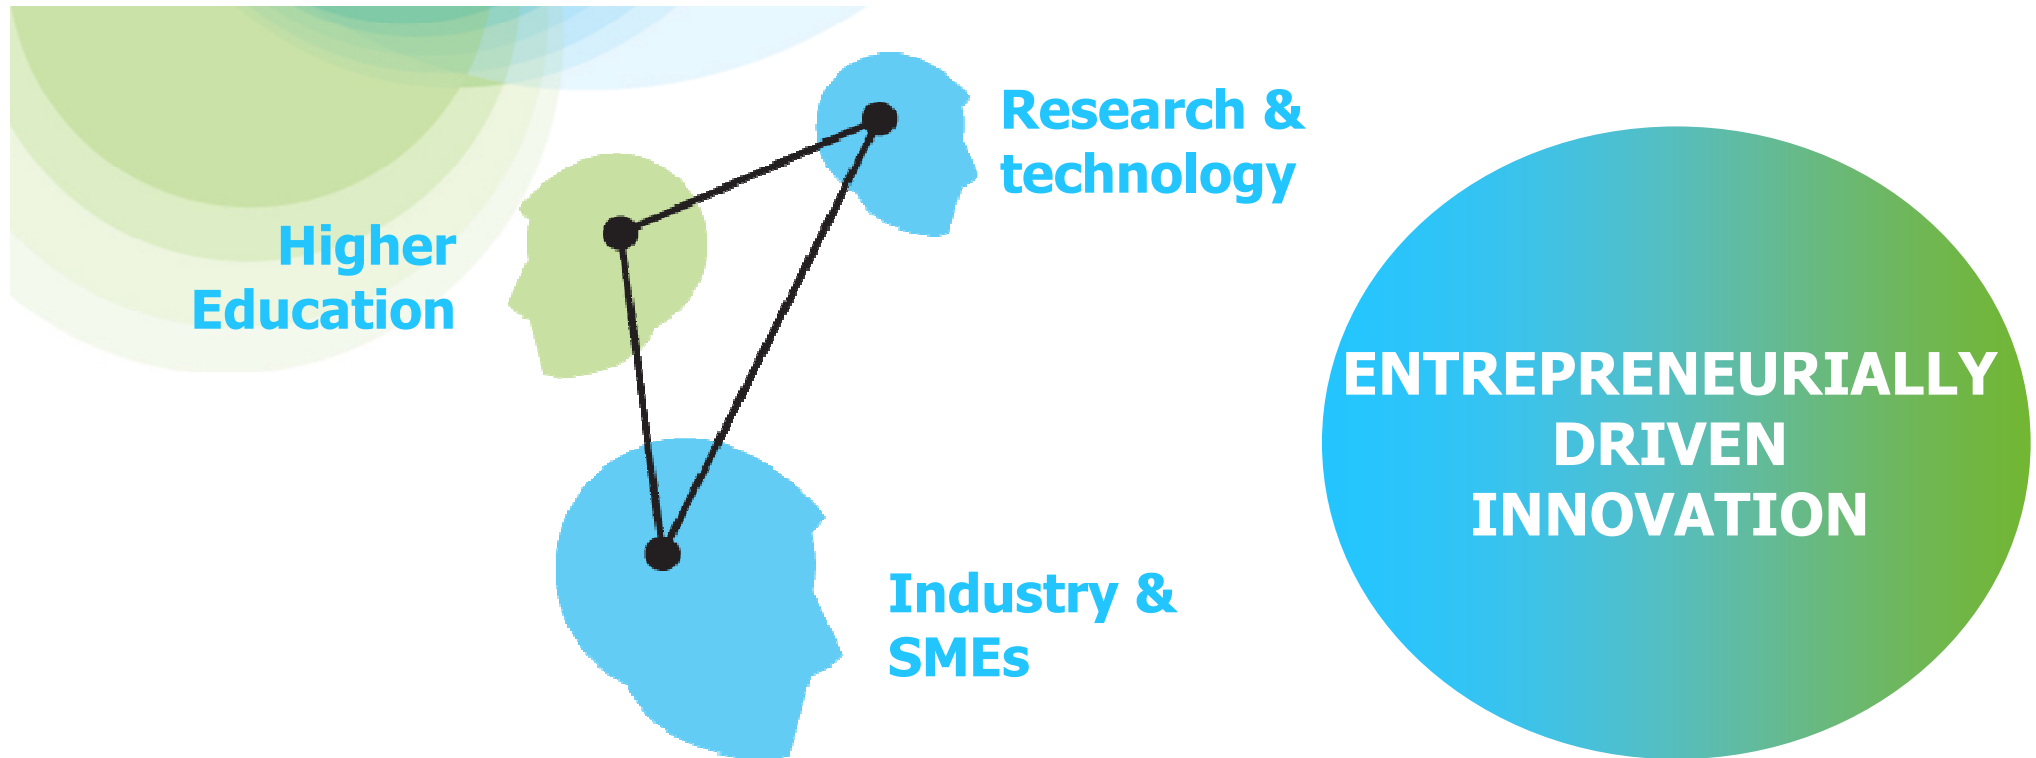 Research &
technology
Higher
Education
Industry &
SMEs
ENTREPRENEURIALLY
DRIVEN
INNOVATION